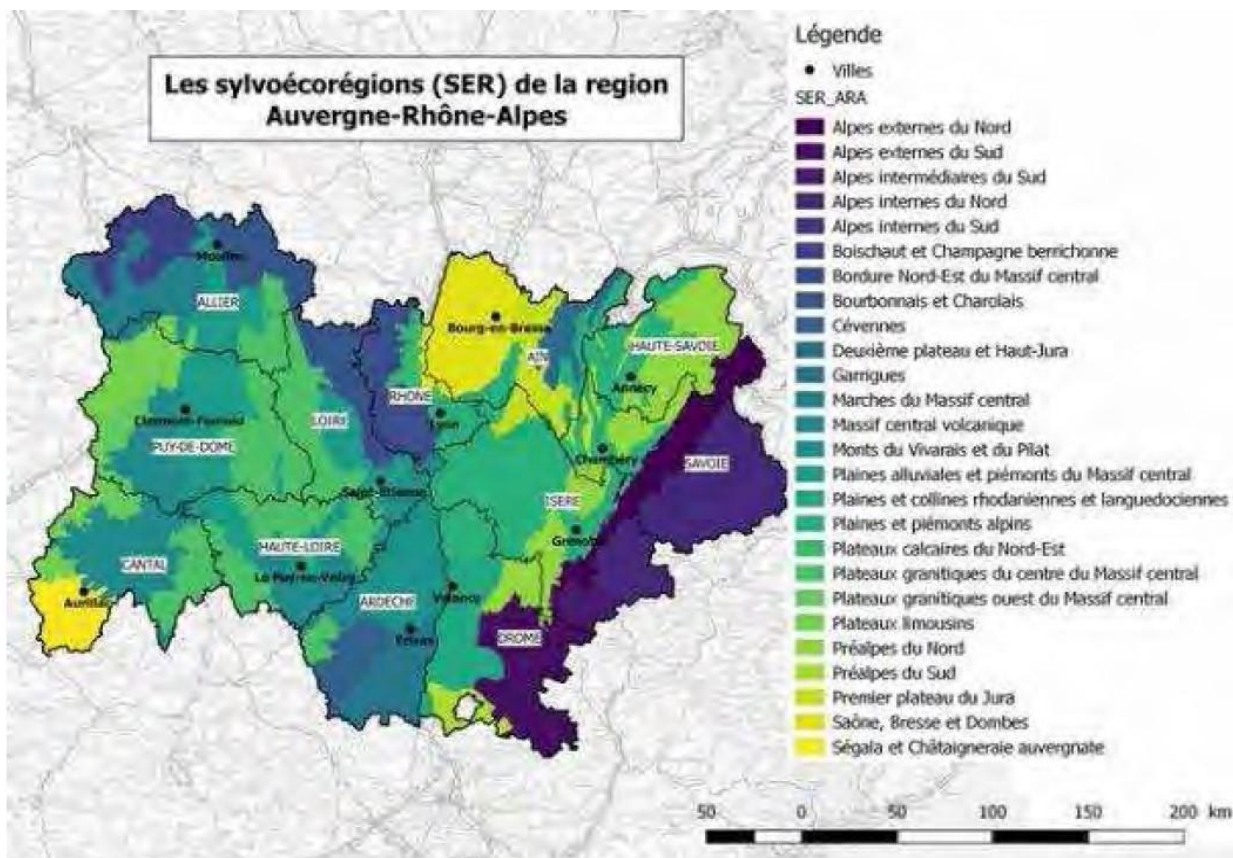 Les sylvoécorégions (SER) de la region
Auvergne-Rhône-Alpes
Légende
Villes
SER_ARA
Alpes externes du Nord
Alpes externes du Sud
Alpes intermédiaires du Sud
Alpes internes du Nord
Alpes internes du Sud
Boischaut et Champagne berrichonne
Bordure Nord-Est du Massif central
Bourbonnais et Charolais
Cévennes
Deuxième plateau et Haut-Jura
Garrigues
Marches du Massif central
Massif central volcanique
Monts du Vivarais et du Pilat
Plaines alluviales et piémonts du Massif central
Plaines et collines rhodaniennes et languedociennes
Plaines et piémonts alpins
Plateaux calcaires du Nord-Est
Plateaux granitiques du centre du Massif central
Plateaux granitiques ouest du Massif central
Plateaux limousins
Préalpes du Nord
Préalpes du Sud
Premier plateau du Jura
Saône, Bresse et Dombes
Ségala et Châtaigneraie auvergnate
Moulins
ALLIER
Bourg-en-Bresse
AIN
HAUTE-SAVOIE
Annecy
RHÔNE
Lyon
LOIRE
Clermont-Ferrand
PUY-DE-DOME
Chambéry
SAVOIE
Saint-Etienne
ISERE
Grenoble
HAUTE-LOIRE
Le Puy-en-Velay
CANTAL
Aurillac
ARDECHE
Valence
Privas
DROME
50 0 50 100 150 200 km